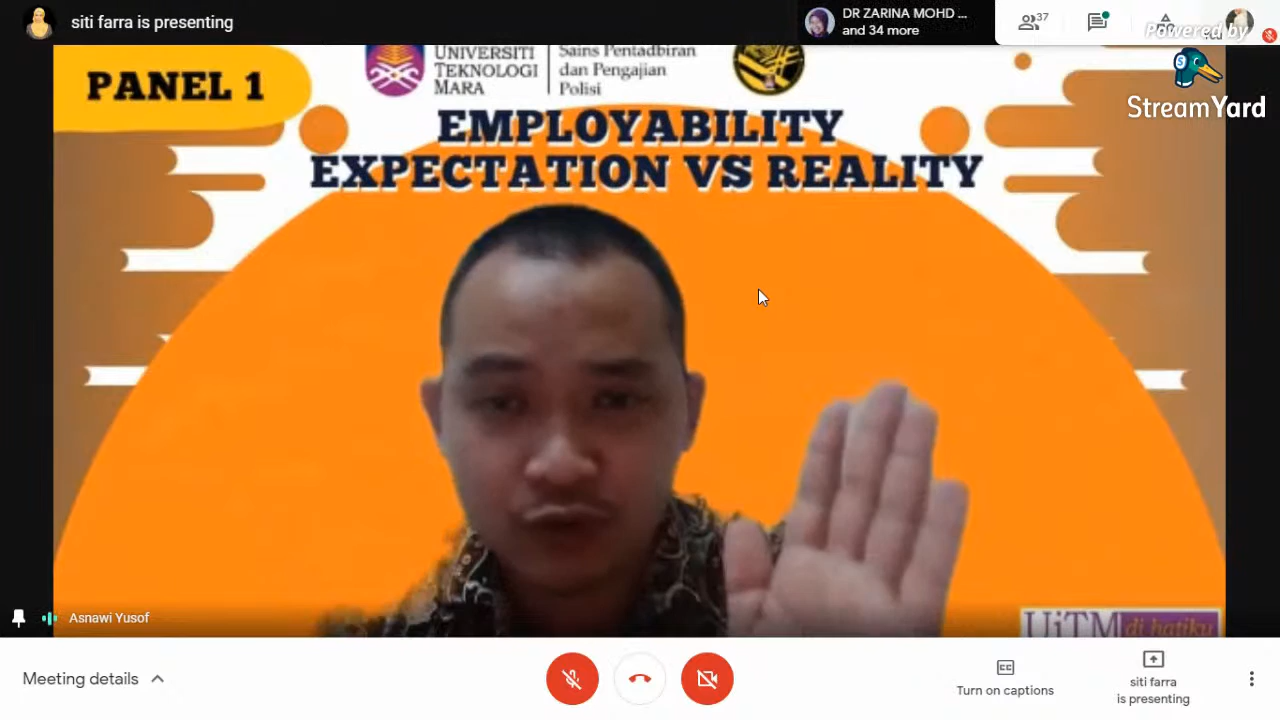 siti farra is presenting
DR ZARINA MOHD ...
and 34 more
37
Powered by
StreamYard
PANEL 1
UNIVERSITI
TEKNOLOGI
MARA
Sains Pentadbiran
dan Pengajian
Polisi
EMPLOYABILITY
EXPECTATION VS REALITY
Asnawi Yusof
UiTM di hatiku
Meeting details
CC
Turn on captions
siti farra
is presenting